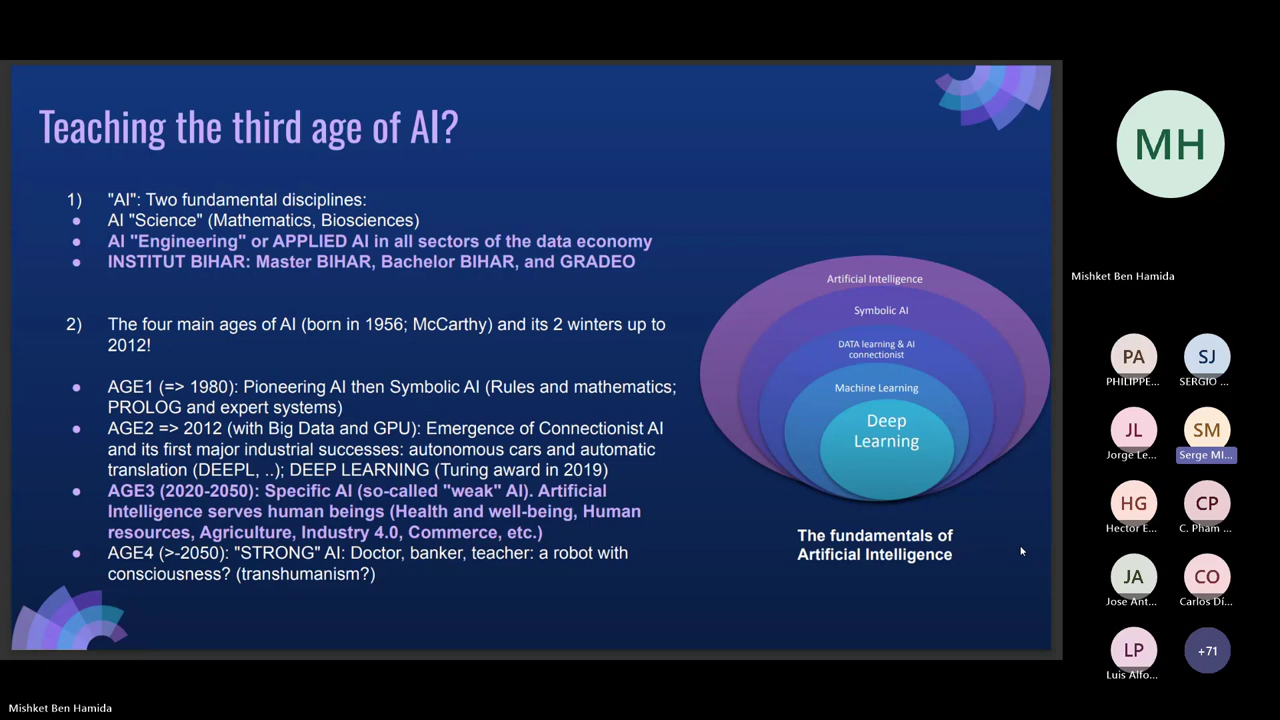 Teaching the third age of AI?
1) "AI": Two fundamental disciplines:
● AI "Science" (Mathematics, Biosciences)
● AI "Engineering" or APPLIED AI in all sectors of the data economy
● INSTITUT BIHAR: Master BIHAR, Bachelor BIHAR, and GRADEO
2) The four main ages of AI (born in 1956; McCarthy) and its 2 winters up to
2012!
● AGE1 (=> 1980): Pioneering AI then Symbolic AI (Rules and mathematics;
PROLOG and expert systems)
● AGE2 => 2012 (with Big Data and GPU): Emergence of Connectionist AI
and its first major industrial successes: autonomous cars and automatic
translation (DEEPL, ..); DEEP LEARNING (Turing award in 2019)
● AGE3 (2020-2050): Specific AI (so-called "weak" AI). Artificial
Intelligence serves human beings (Health and well-being, Human
resources, Agriculture, Industry 4.0, Commerce, etc.)
● AGE4 (>-2050): "STRONG" AI: Doctor, banker, teacher: a robot with
consciousness? (transhumanism?)
Artificial Intelligence
Symbolic AI
DATA learning & AI
connectionist
Machine Learning
Deep
Learning
The fundamentals of
Artificial Intelligence
MH
Mishket Ben Hamida
PA
PHILIPPE...
SJ
SERGIO ...
JL
Jorge Le...
SM
Serge MI...
HG
Hector E...
CP
C. Pham ...
JA
Jose Ant...
CO
Carlos Dí...
LP
Luis Alfo...
+71
Mishket Ben Hamida